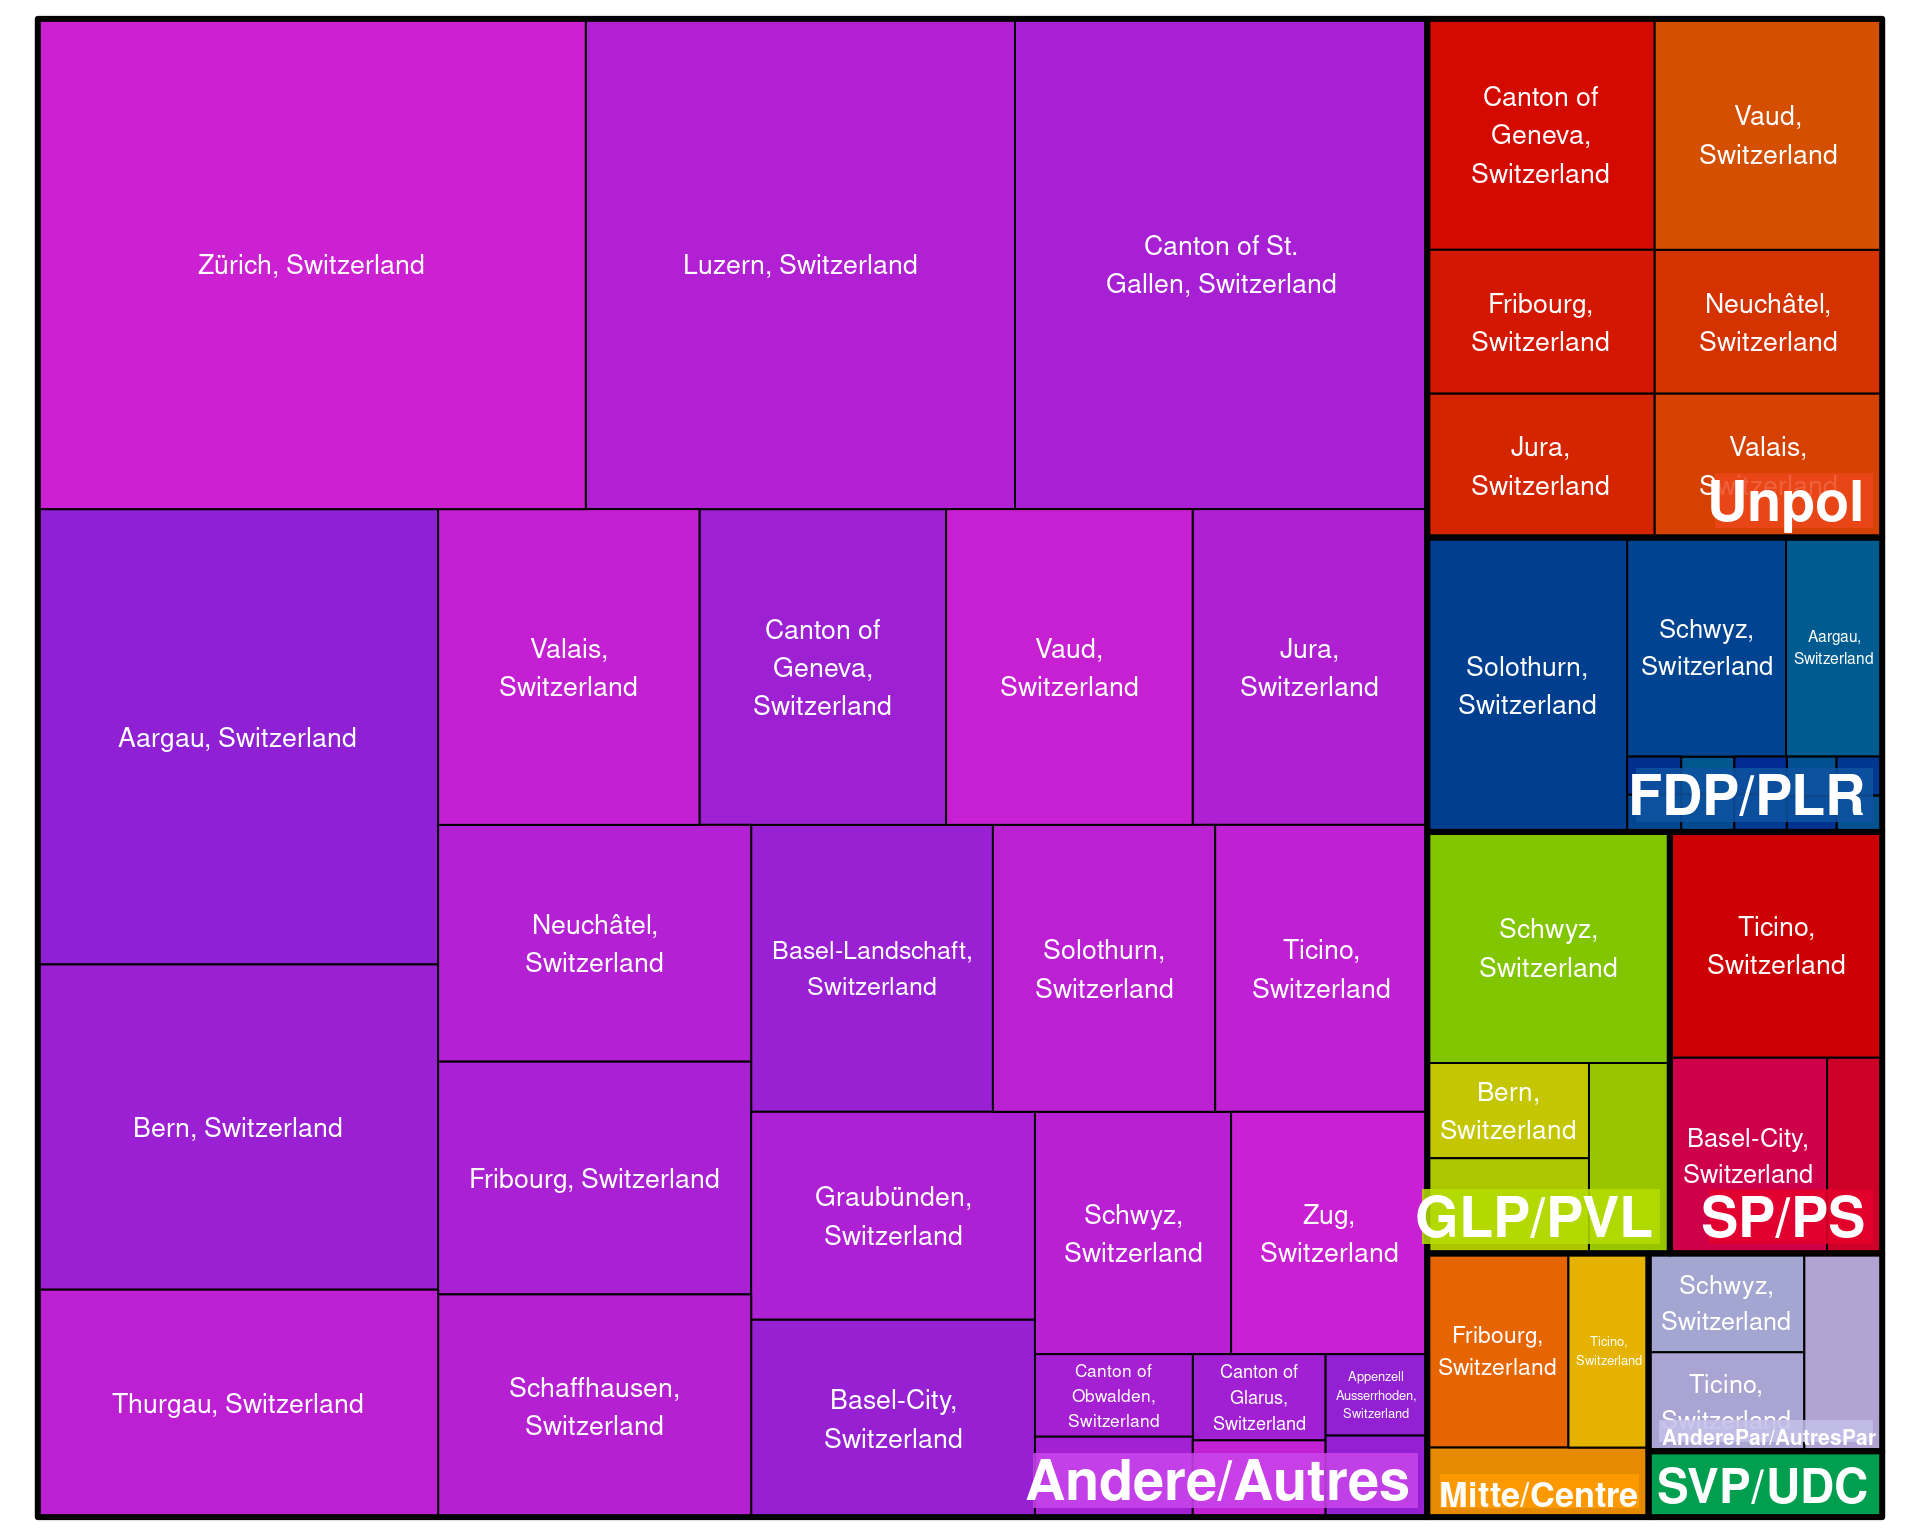 Zürich, Switzerland
Luzern, Switzerland
Canton of St.
Gallen, Switzerland
Aargau, Switzerland
Valais,
Switzerland
Canton of
Geneva,
Switzerland
Vaud,
Switzerland
Jura,
Switzerland
Bern, Switzerland
Thurgau, Switzerland
Neuchâtel,
Switzerland
Fribourg, Switzerland
Schaffhausen,
Switzerland
Basel-Landschaft,
Switzerland
Solothurn,
Switzerland
Ticino,
Switzerland
Graubünden,
Switzerland
Basel-City,
Switzerland
Schwyz,
Switzerland
Zug,
Switzerland
Canton of
Obwalden,
Switzerland
Canton of
Glarus,
Switzerland
Appenzell
Ausserrhoden,
Switzerland
Andere/Autres
Canton of
Geneva,
Switzerland
Vaud,
Switzerland
Fribourg,
Switzerland
Neuchâtel,
Switzerland
Jura,
Switzerland
Valais,
Switzerland
Unpol
Solothurn,
Switzerland
Schwyz,
Switzerland
Aargau,
Switzerland
FDP/PLR
Schwyz,
Switzerland
Bern,
Switzerland
GLP/PVL
Ticino,
Switzerland
Basel-City,
Switzerland
SP/PS
Fribourg,
Switzerland
Ticino,
Switzerland
Mitte/Centre
Schwyz,
Switzerland
Ticino,
Switzerland
AnderePar/AutresPar
SVP/UDC